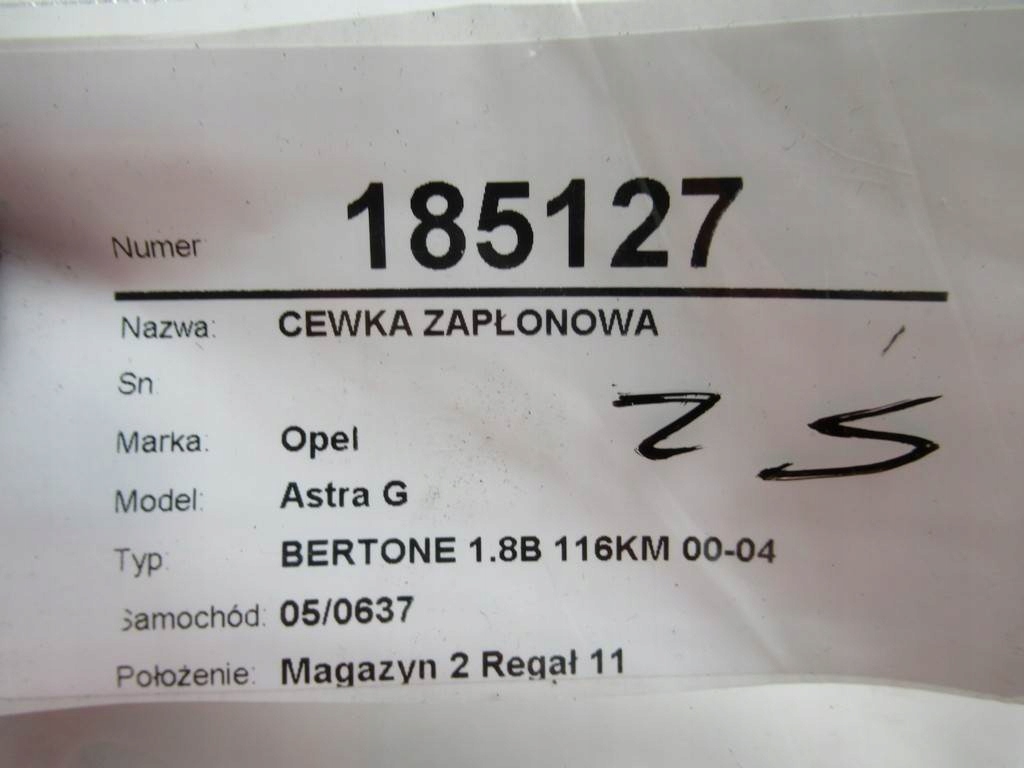 Numer 185127
Nazwa: CEWKA ZAPŁONOWA
Sn:
Marka: Opel
Model: Astra G
Typ: BERTONE 1.8B 116KM 00-04
Samochód: 05/0637
Położenie: Magazyn 2 Regał 11